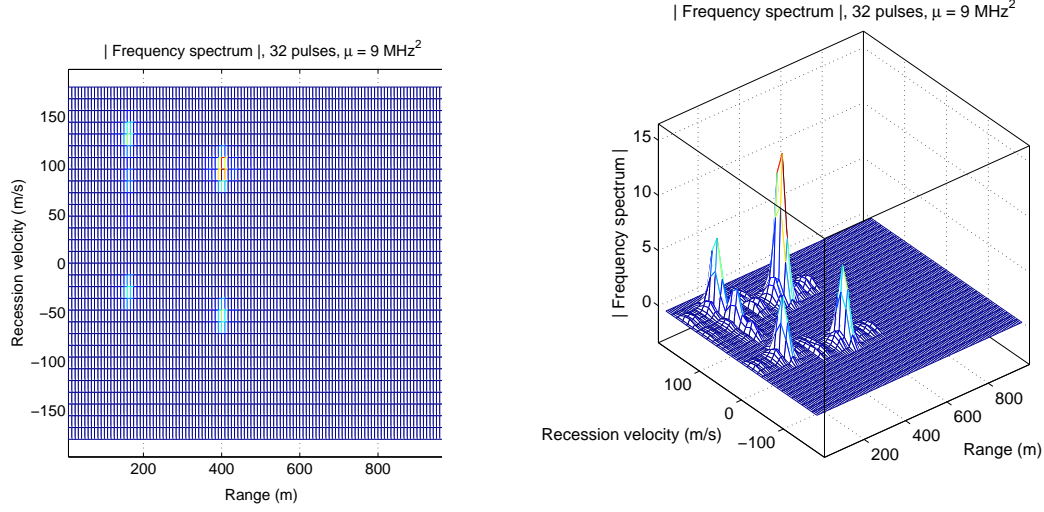 | Frequency spectrum |, 32 pulses, μ = 9 MHz²
150
100
50
0
−50
−100
−150
Recession velocity (m/s)
200 400 600 800
Range (m)
| Frequency spectrum |, 32 pulses, μ = 9 MHz²
15
10
5
0
| Frequency spectrum |
100
0
−100
Recession velocity (m/s)
200
400
600
800
Range (m)